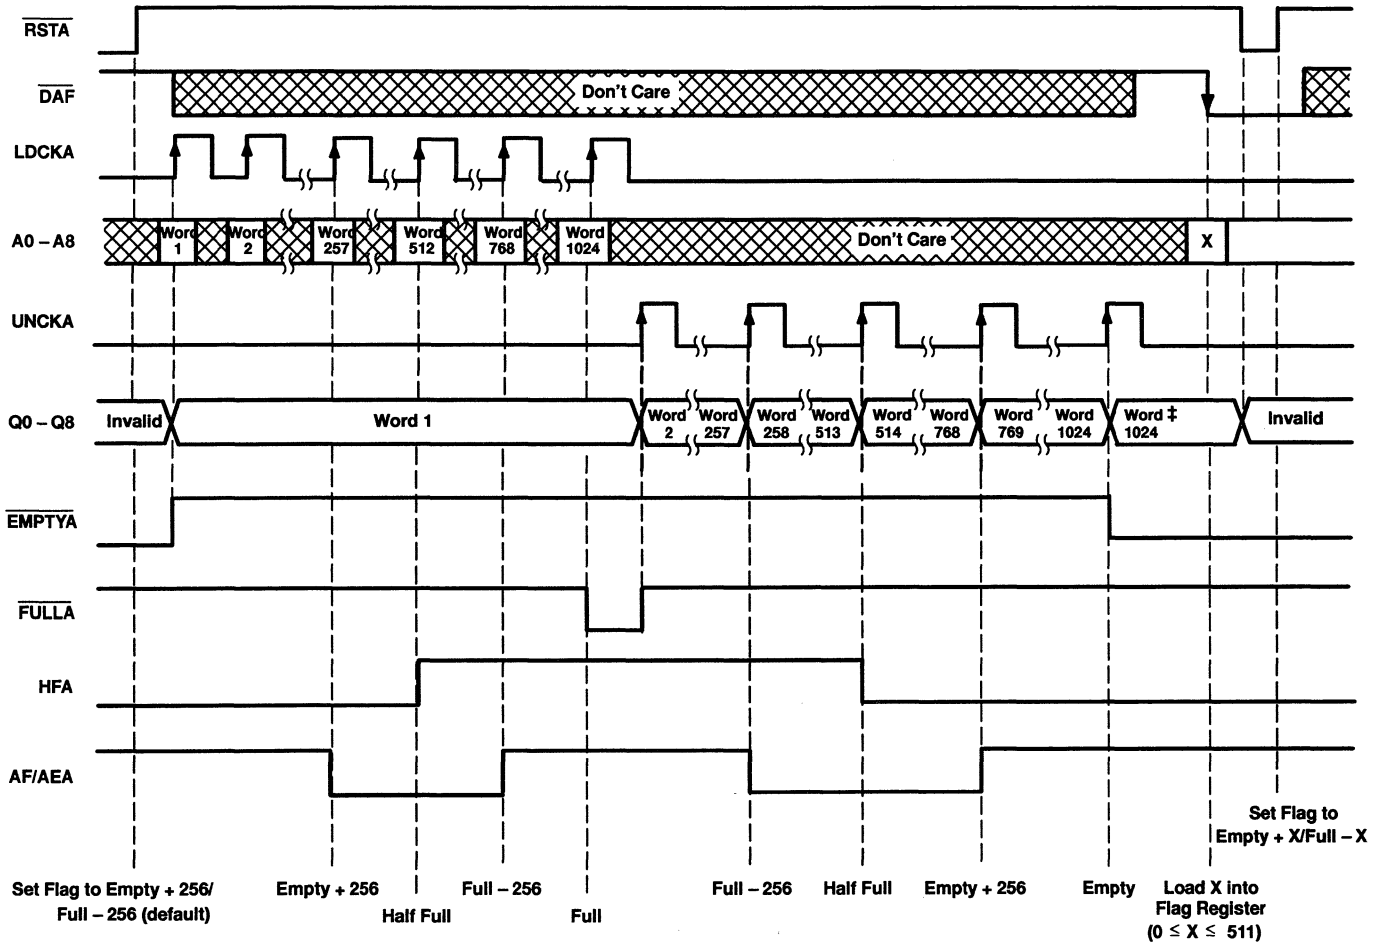 RSTA
DAF
Don't Care
LDCKA
A0 – A8
Word 1
Word 2
Word 257
Word 512
Word 768
Word 1024
Don't Care
X
UNCKA
Q0 – Q8
Invalid
Word 1
Word 2
Word 257
Word 258
Word 513
Word 514
Word 768
Word 769
Word 1024
Word ‡ 1024
Invalid
EMPTYA
FULLA
HFA
AF/AEA
Set Flag to
Empty + X/Full – X
Set Flag to Empty + 256/
Full – 256 (default)
Empty + 256
Half Full
Full – 256
Full
Full – 256
Half Full
Empty + 256
Empty
Load X into
Flag Register
(0 ≤ X ≤ 511)